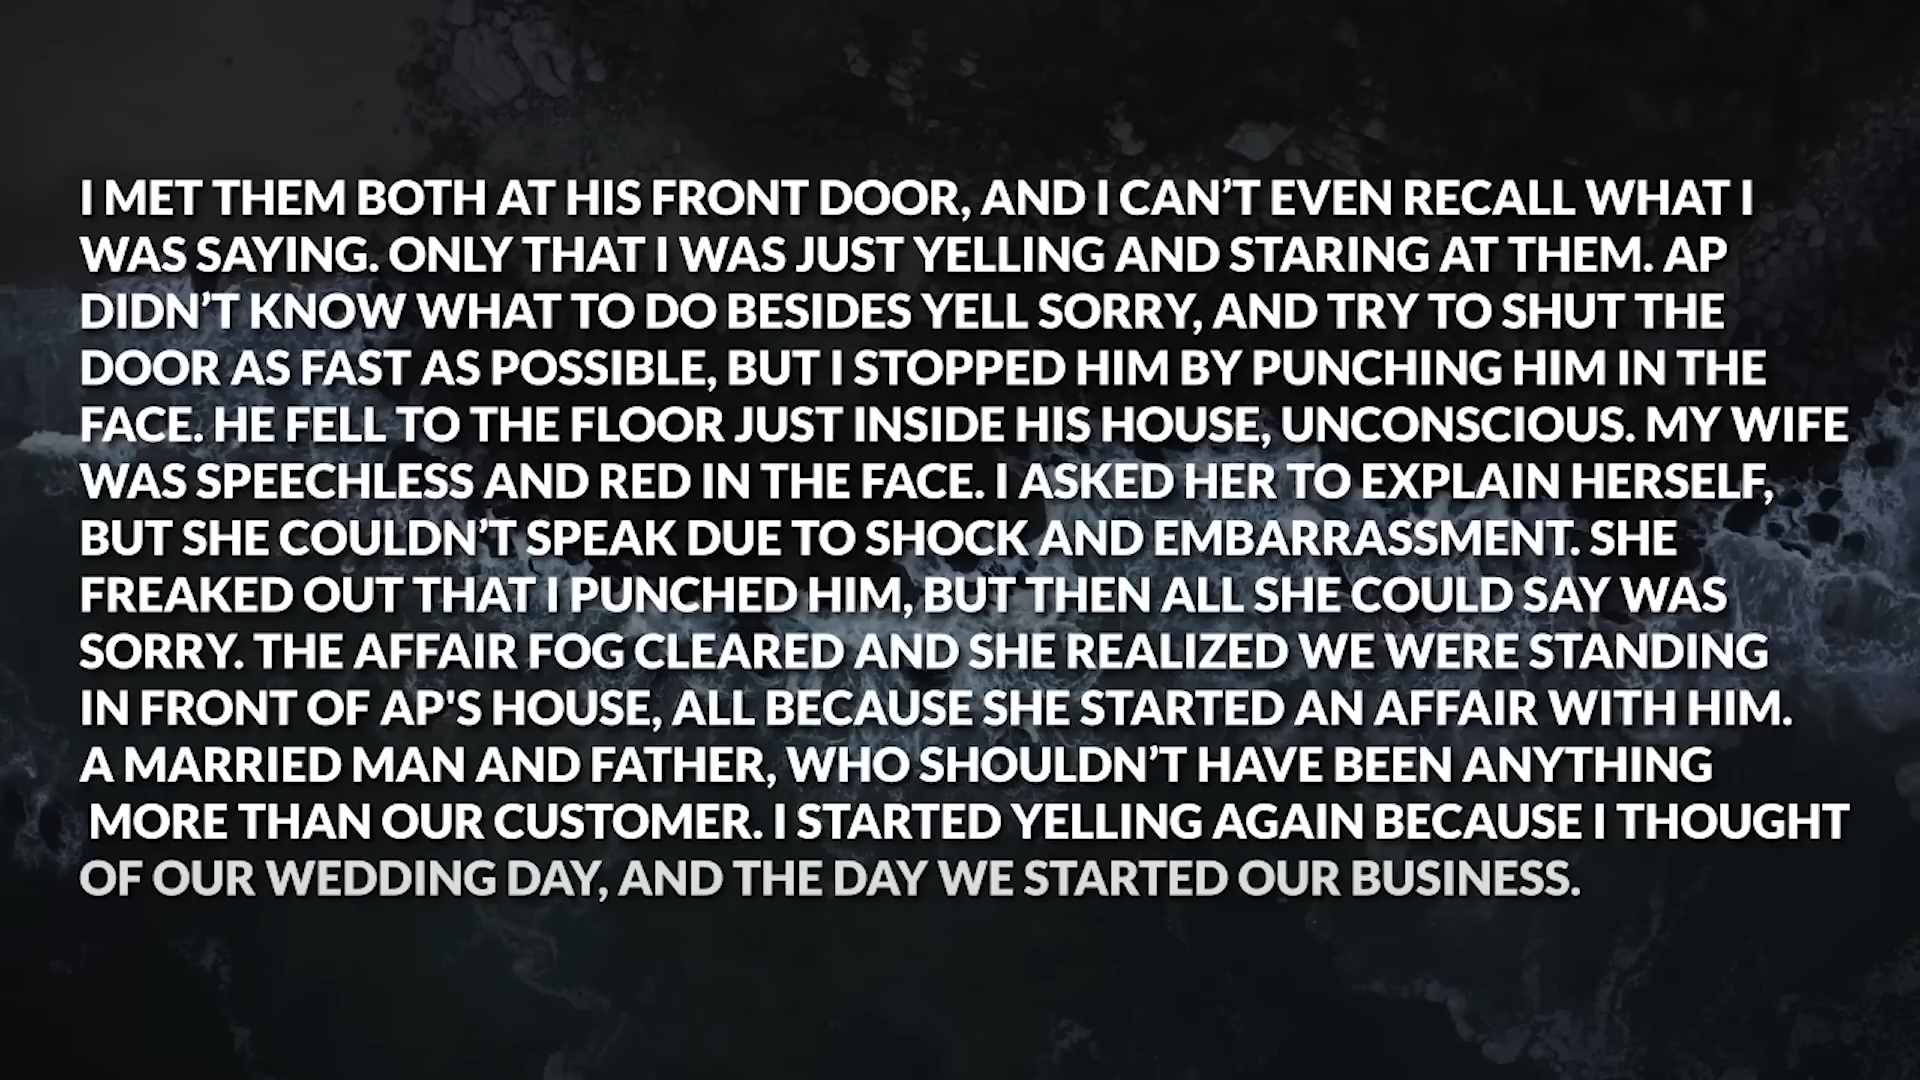 I MET THEM BOTH AT HIS FRONT DOOR, AND I CAN’T EVEN RECALL WHAT I
WAS SAYING. ONLY THAT I WAS JUST YELLING AND STARING AT THEM. AP
DIDN’T KNOW WHAT TO DO BESIDES YELL SORRY, AND TRY TO SHUT THE
DOOR AS FAST AS POSSIBLE, BUT I STOPPED HIM BY PUNCHING HIM IN THE
FACE. HE FELL TO THE FLOOR JUST INSIDE HIS HOUSE, UNCONSCIOUS. MY WIFE
WAS SPEECHLESS AND RED IN THE FACE. I ASKED HER TO EXPLAIN HERSELF,
BUT SHE COULDN’T SPEAK DUE TO SHOCK AND EMBARRASSMENT. SHE
FREAKED OUT THAT I PUNCHED HIM, BUT THEN ALL SHE COULD SAY WAS
SORRY. THE AFFAIR FOG CLEARED AND SHE REALIZED WE WERE STANDING
IN FRONT OF AP'S HOUSE, ALL BECAUSE SHE STARTED AN AFFAIR WITH HIM.
A MARRIED MAN AND FATHER, WHO SHOULDN’T HAVE BEEN ANYTHING
MORE THAN OUR CUSTOMER. I STARTED YELLING AGAIN BECAUSE I THOUGHT
OF OUR WEDDING DAY, AND THE DAY WE STARTED OUR BUSINESS.